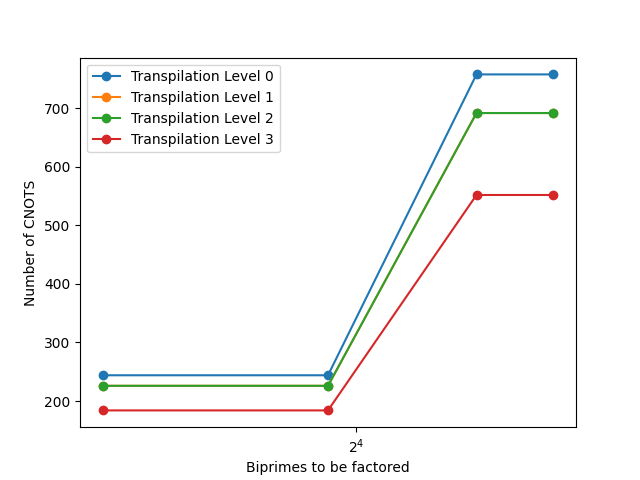 Transpilation Level 0
Transpilation Level 1
Transpilation Level 2
Transpilation Level 3
700
600
500
400
300
200
Number of CNOTS
2^4
Biprimes to be factored